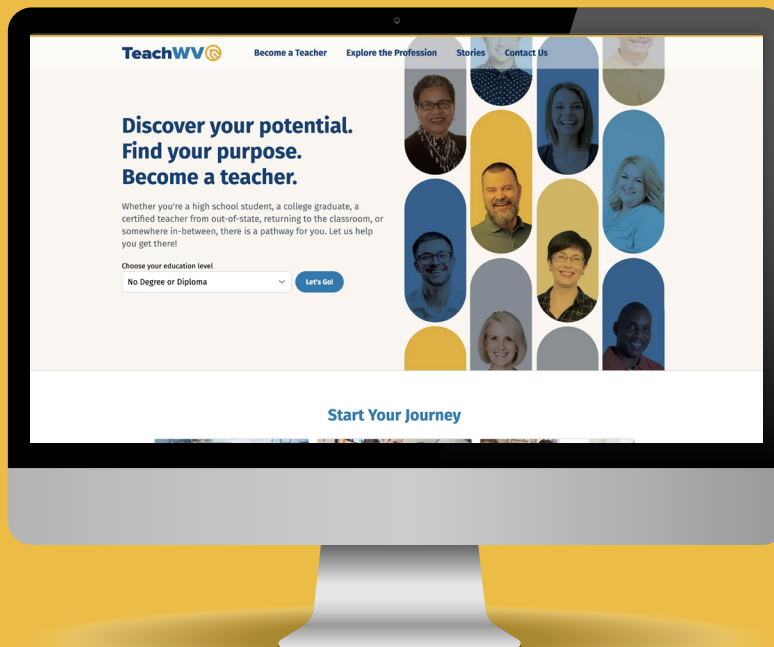 TeachWV
Become a Teacher Explore the Profession Stories Contact Us
Discover your potential.
Find your purpose.
Become a teacher.
Whether you're a high school student, a college graduate, a
certified teacher from out-of-state, returning to the classroom, or
somewhere in-between, there is a pathway for you. Let us help
you get there!
Choose your education level
No Degree or Diploma
Let's Go!
Start Your Journey